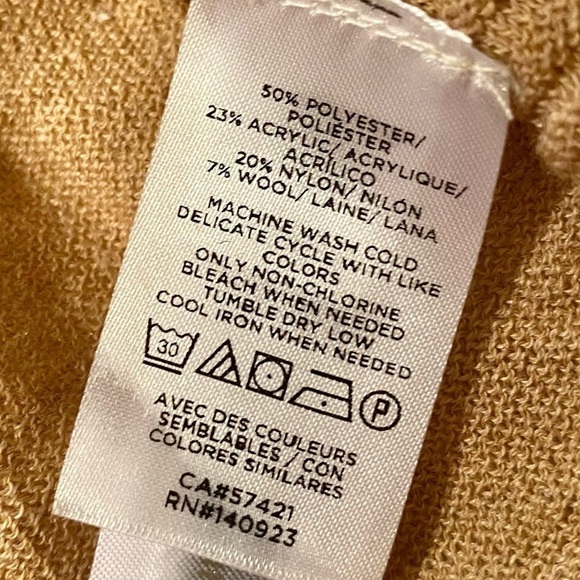 50% POLYESTER/
POLIÉSTER
23% ACRYLIC/ ACRYLIQUE/
ACRÍLICO
20% NYLON/ NILÓN
7% WOOL/ LAINE/ LANA
MACHINE WASH COLD
DELICATE CYCLE WITH LIKE
COLORS
ONLY NON-CHLORINE
BLEACH WHEN NEEDED
TUMBLE DRY LOW
COOL IRON WHEN NEEDED
30 P
AVEC DES COULEURS
SEMBLABLES / CON
COLORES SIMILARES
CA#57421
RN#140923